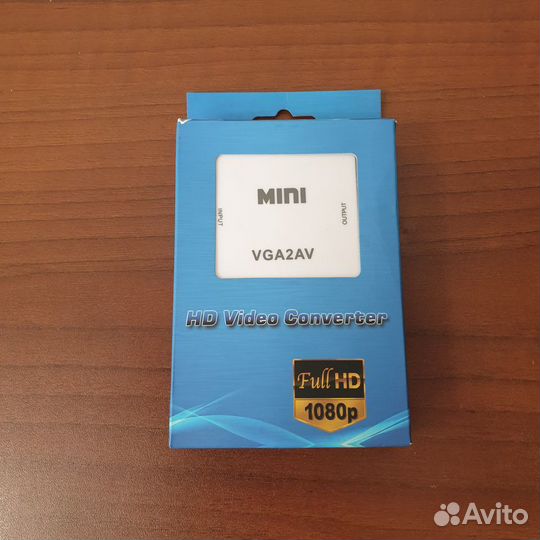 MINI
INPUT
OUTPUT
VGA2AV
HD Video Converter
Full HD
1080p
Avito